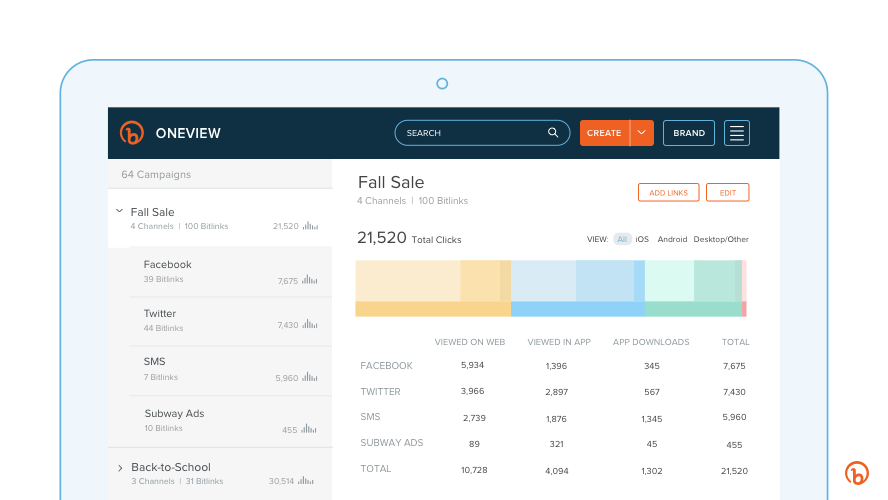 ONEVIEW
SEARCH
CREATE
BRAND
64 Campaigns
Fall Sale
4 Channels | 100 Bitlinks
21,520
Facebook
39 Bitlinks
7,675
Twitter
44 Bitlinks
7,430
SMS
7 Bitlinks
5,960
Subway Ads
10 Bitlinks
455
Back-to-School
3 Channels | 31 Bitlinks
30,514
Fall Sale
4 Channels | 100 Bitlinks
ADD LINKS
EDIT
21,520 Total Clicks
VIEW: All iOS Android Desktop/Other
VIEWED ON WEB VIEWED IN APP APP DOWNLOADS TOTAL
FACEBOOK 5,934 1,396 345 7,675
TWITTER 3,966 2,897 567 7,430
SMS 2,739 1,876 1,345 5,960
SUBWAY ADS 89 321 45 455
TOTAL 10,728 4,094 1,302 21,520